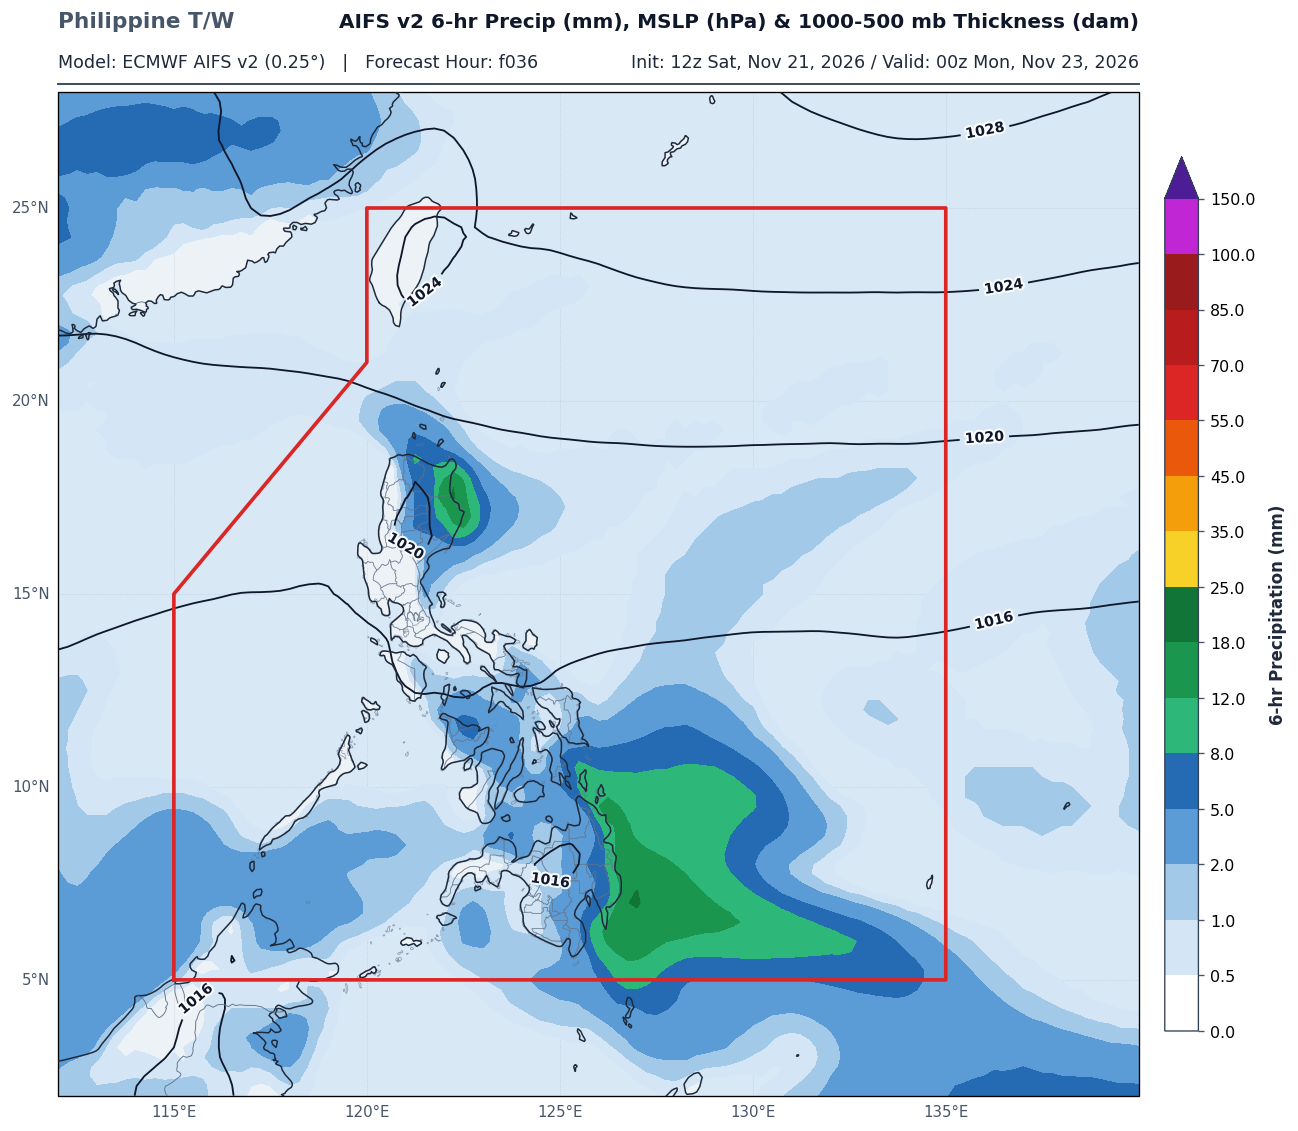 Philippine T/W
AIFS v2 6-hr Precip (mm), MSLP (hPa) & 1000-500 mb Thickness (dam)
Model: ECMWF AIFS v2 (0.25°) | Forecast Hour: f036
Init: 12z Sat, Nov 21, 2026 / Valid: 00z Mon, Nov 23, 2026
1028
25°N
1024
1024
20°N
1020
1020
15°N
1016
10°N
1016
5°N
1016
115°E
120°E
125°E
130°E
135°E
150.0
100.0
85.0
70.0
55.0
45.0
35.0
25.0
18.0
12.0
8.0
5.0
2.0
1.0
0.5
0.0
6-hr Precipitation (mm)